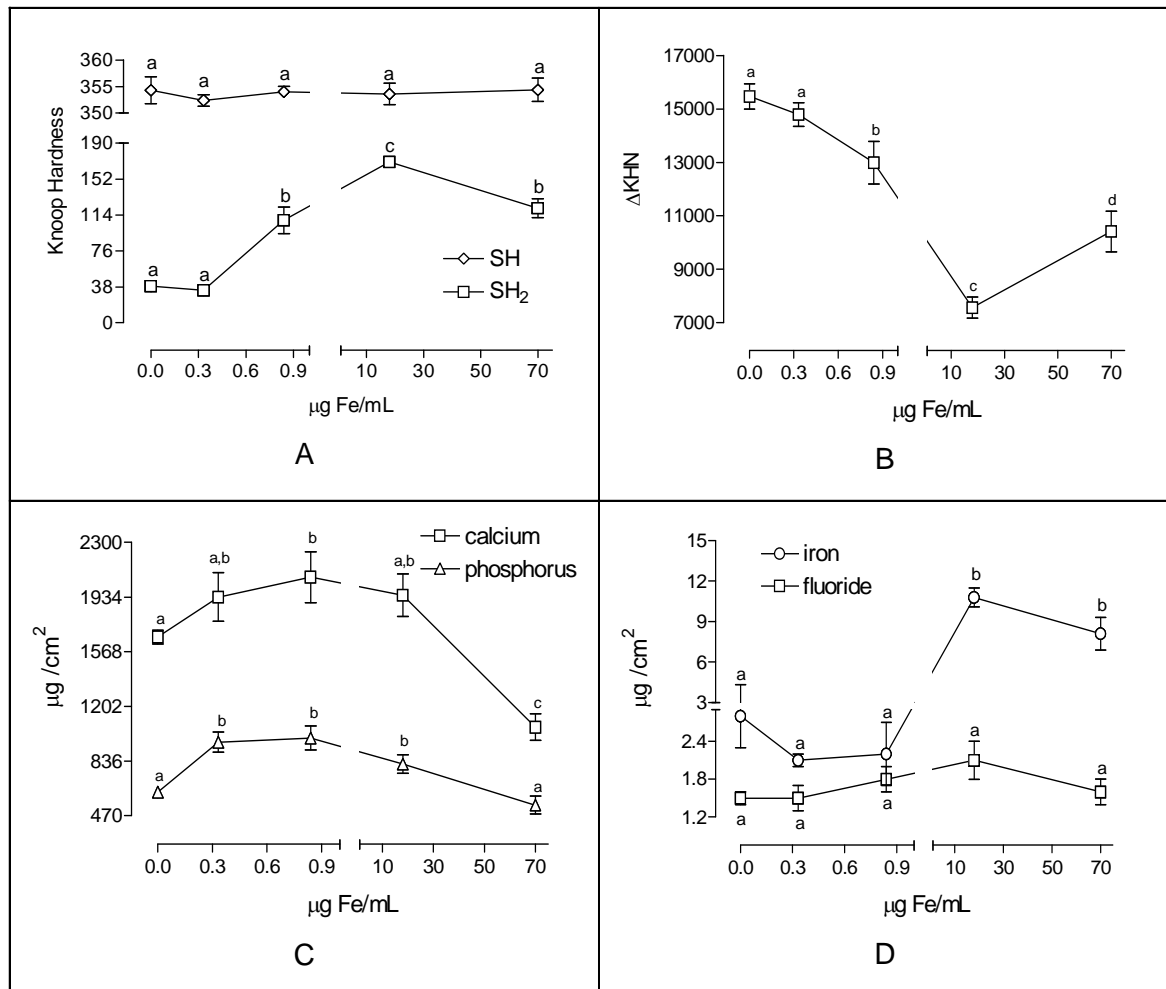 360
355
350
190
152
114
76
38
0
Knoop Hardness
a a a a a
a a b c b
SH
SH2
0.0 0.3 0.6 0.9 10 30 50 70
μg Fe/mL
A
17000
15000
13000
11000
9000
7000
ΔKHN
a a b c d
0.0 0.3 0.6 0.9 10 30 50 70
μg Fe/mL
B
2300
1934
1568
1202
836
470
μg /cm2
calcium
phosphorus
a a,b b a,b c
a b b b a
0.0 0.3 0.6 0.9 10 30 50 70
μg Fe/mL
C
15
12
9
6
3
2.4
1.8
1.2
μg /cm2
iron
fluoride
a a a b b
a a a a a
0.0 0.3 0.6 0.9 10 30 50 70
μg Fe/mL
D